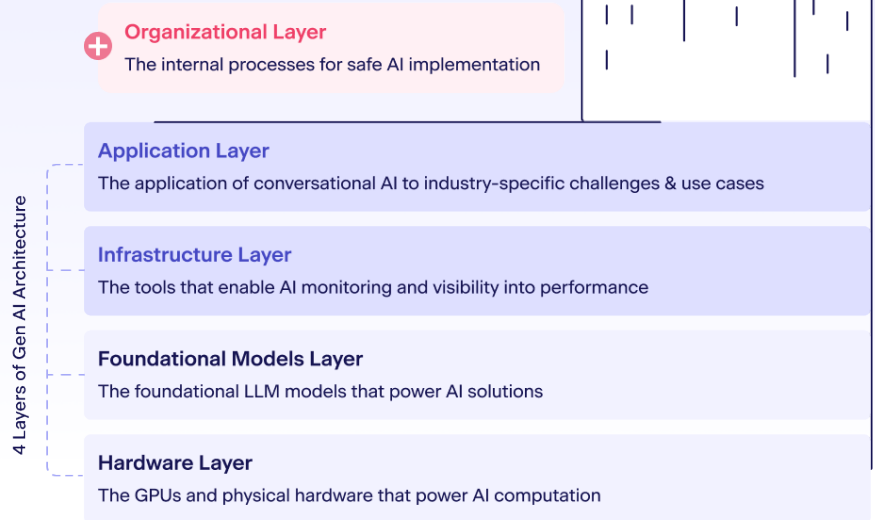 Organizational Layer
The internal processes for safe AI implementation
Application Layer
The application of conversational AI to industry-specific challenges & use cases
Infrastructure Layer
The tools that enable AI monitoring and visibility into performance
Foundational Models Layer
The foundational LLM models that power AI solutions
Hardware Layer
The GPUs and physical hardware that power AI computation
4 Layers of Gen AI Architecture